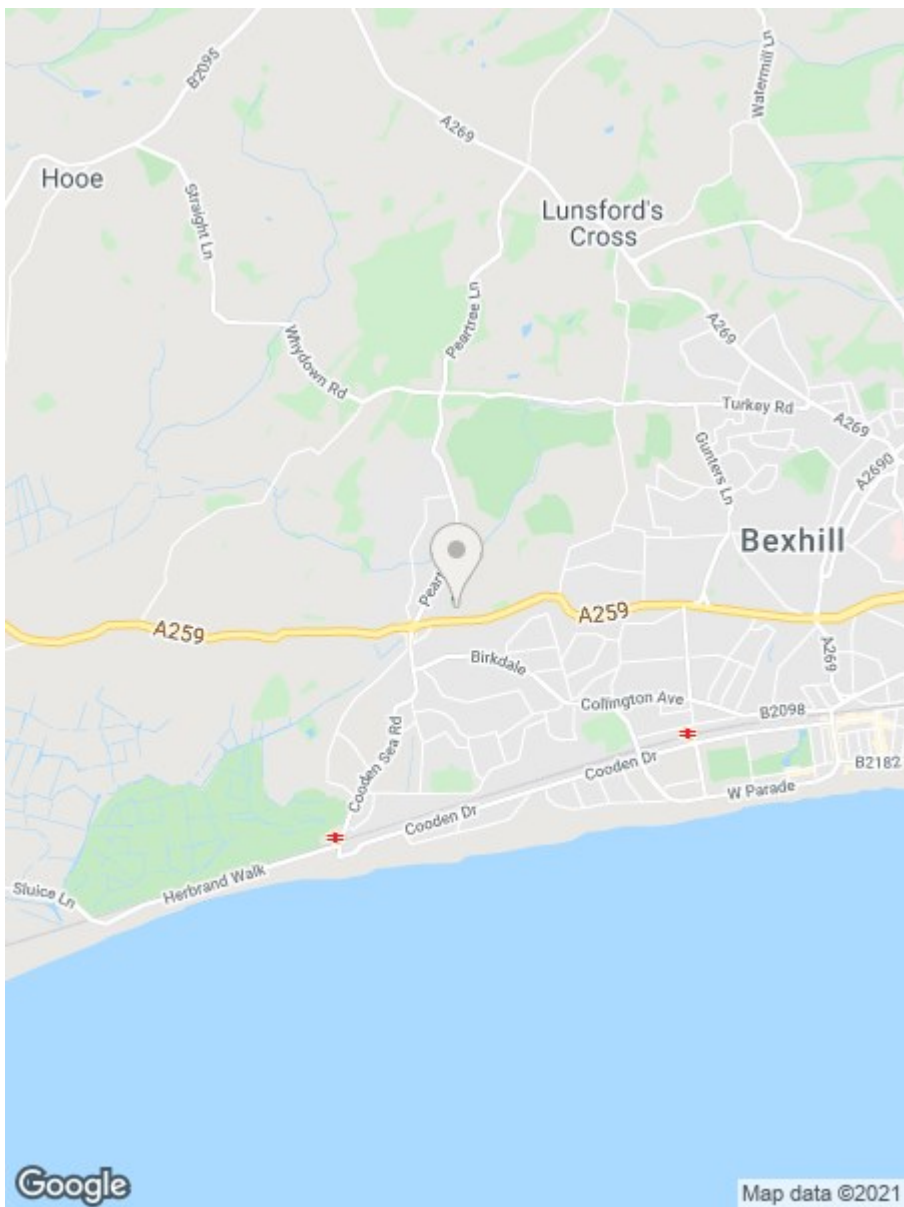 B2095
Watermill Ln
A269
Hooe
Straight Ln
Lunsford's
Cross
Peartree Ln
Whydown Rd
A269
Turkey Rd
A269
Gunters Ln
A2690
Bexhill
Peart
A259
A259
Birkdale
A269
Collington Ave
B2098
Cooden Sea Rd
Cooden Dr
B2182
W Parade
Cooden Dr
Herbrand Walk
Sluice Ln
Google
Map data ©2021